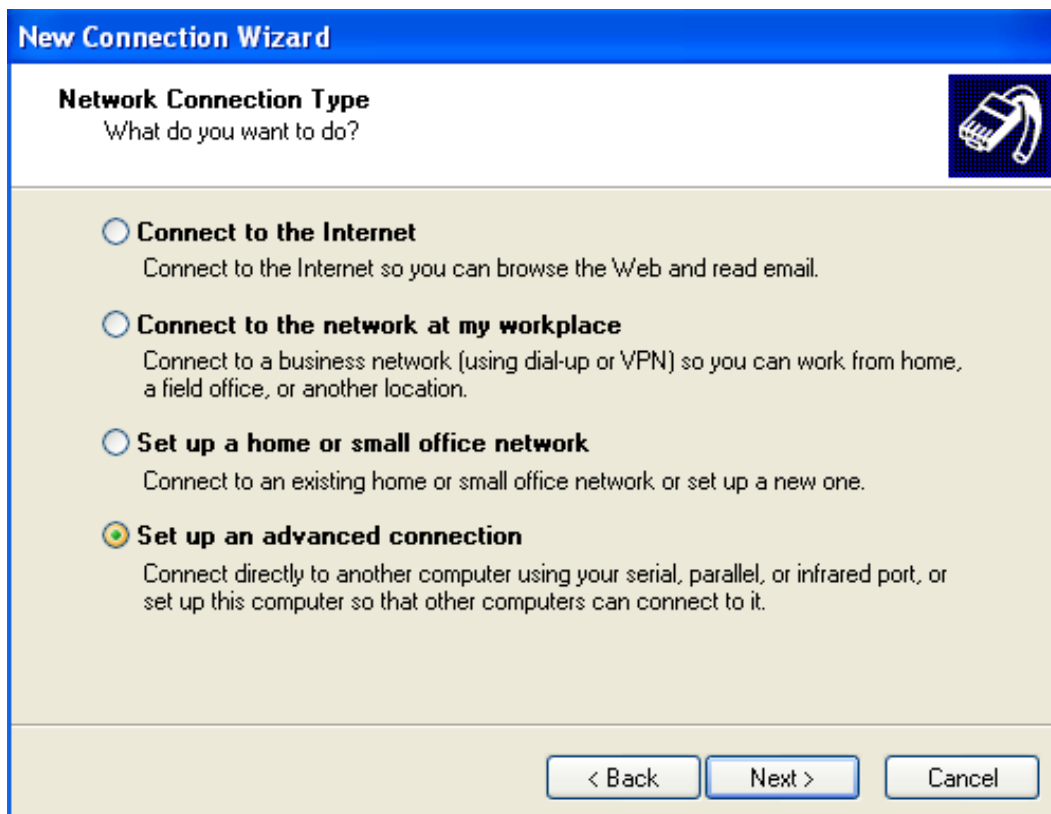 New Connection Wizard
Network Connection Type
What do you want to do?
Connect to the Internet
Connect to the Internet so you can browse the Web and read email.
Connect to the network at my workplace
Connect to a business network (using dial-up or VPN) so you can work from home,
a field office, or another location.
Set up a home or small office network
Connect to an existing home or small office network or set up a new one.
Set up an advanced connection
Connect directly to another computer using your serial, parallel, or infrared port, or
set up this computer so that other computers can connect to it.
< Back Next > Cancel